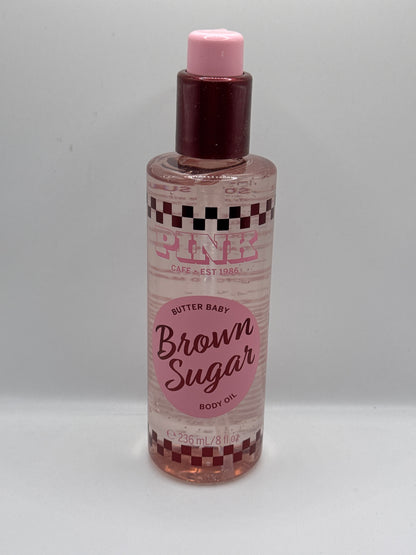 PINK
CAFE • EST 1986
BUTTER BABY
Brown
Sugar
BODY OIL
℮ 236 mL/8 fl oz